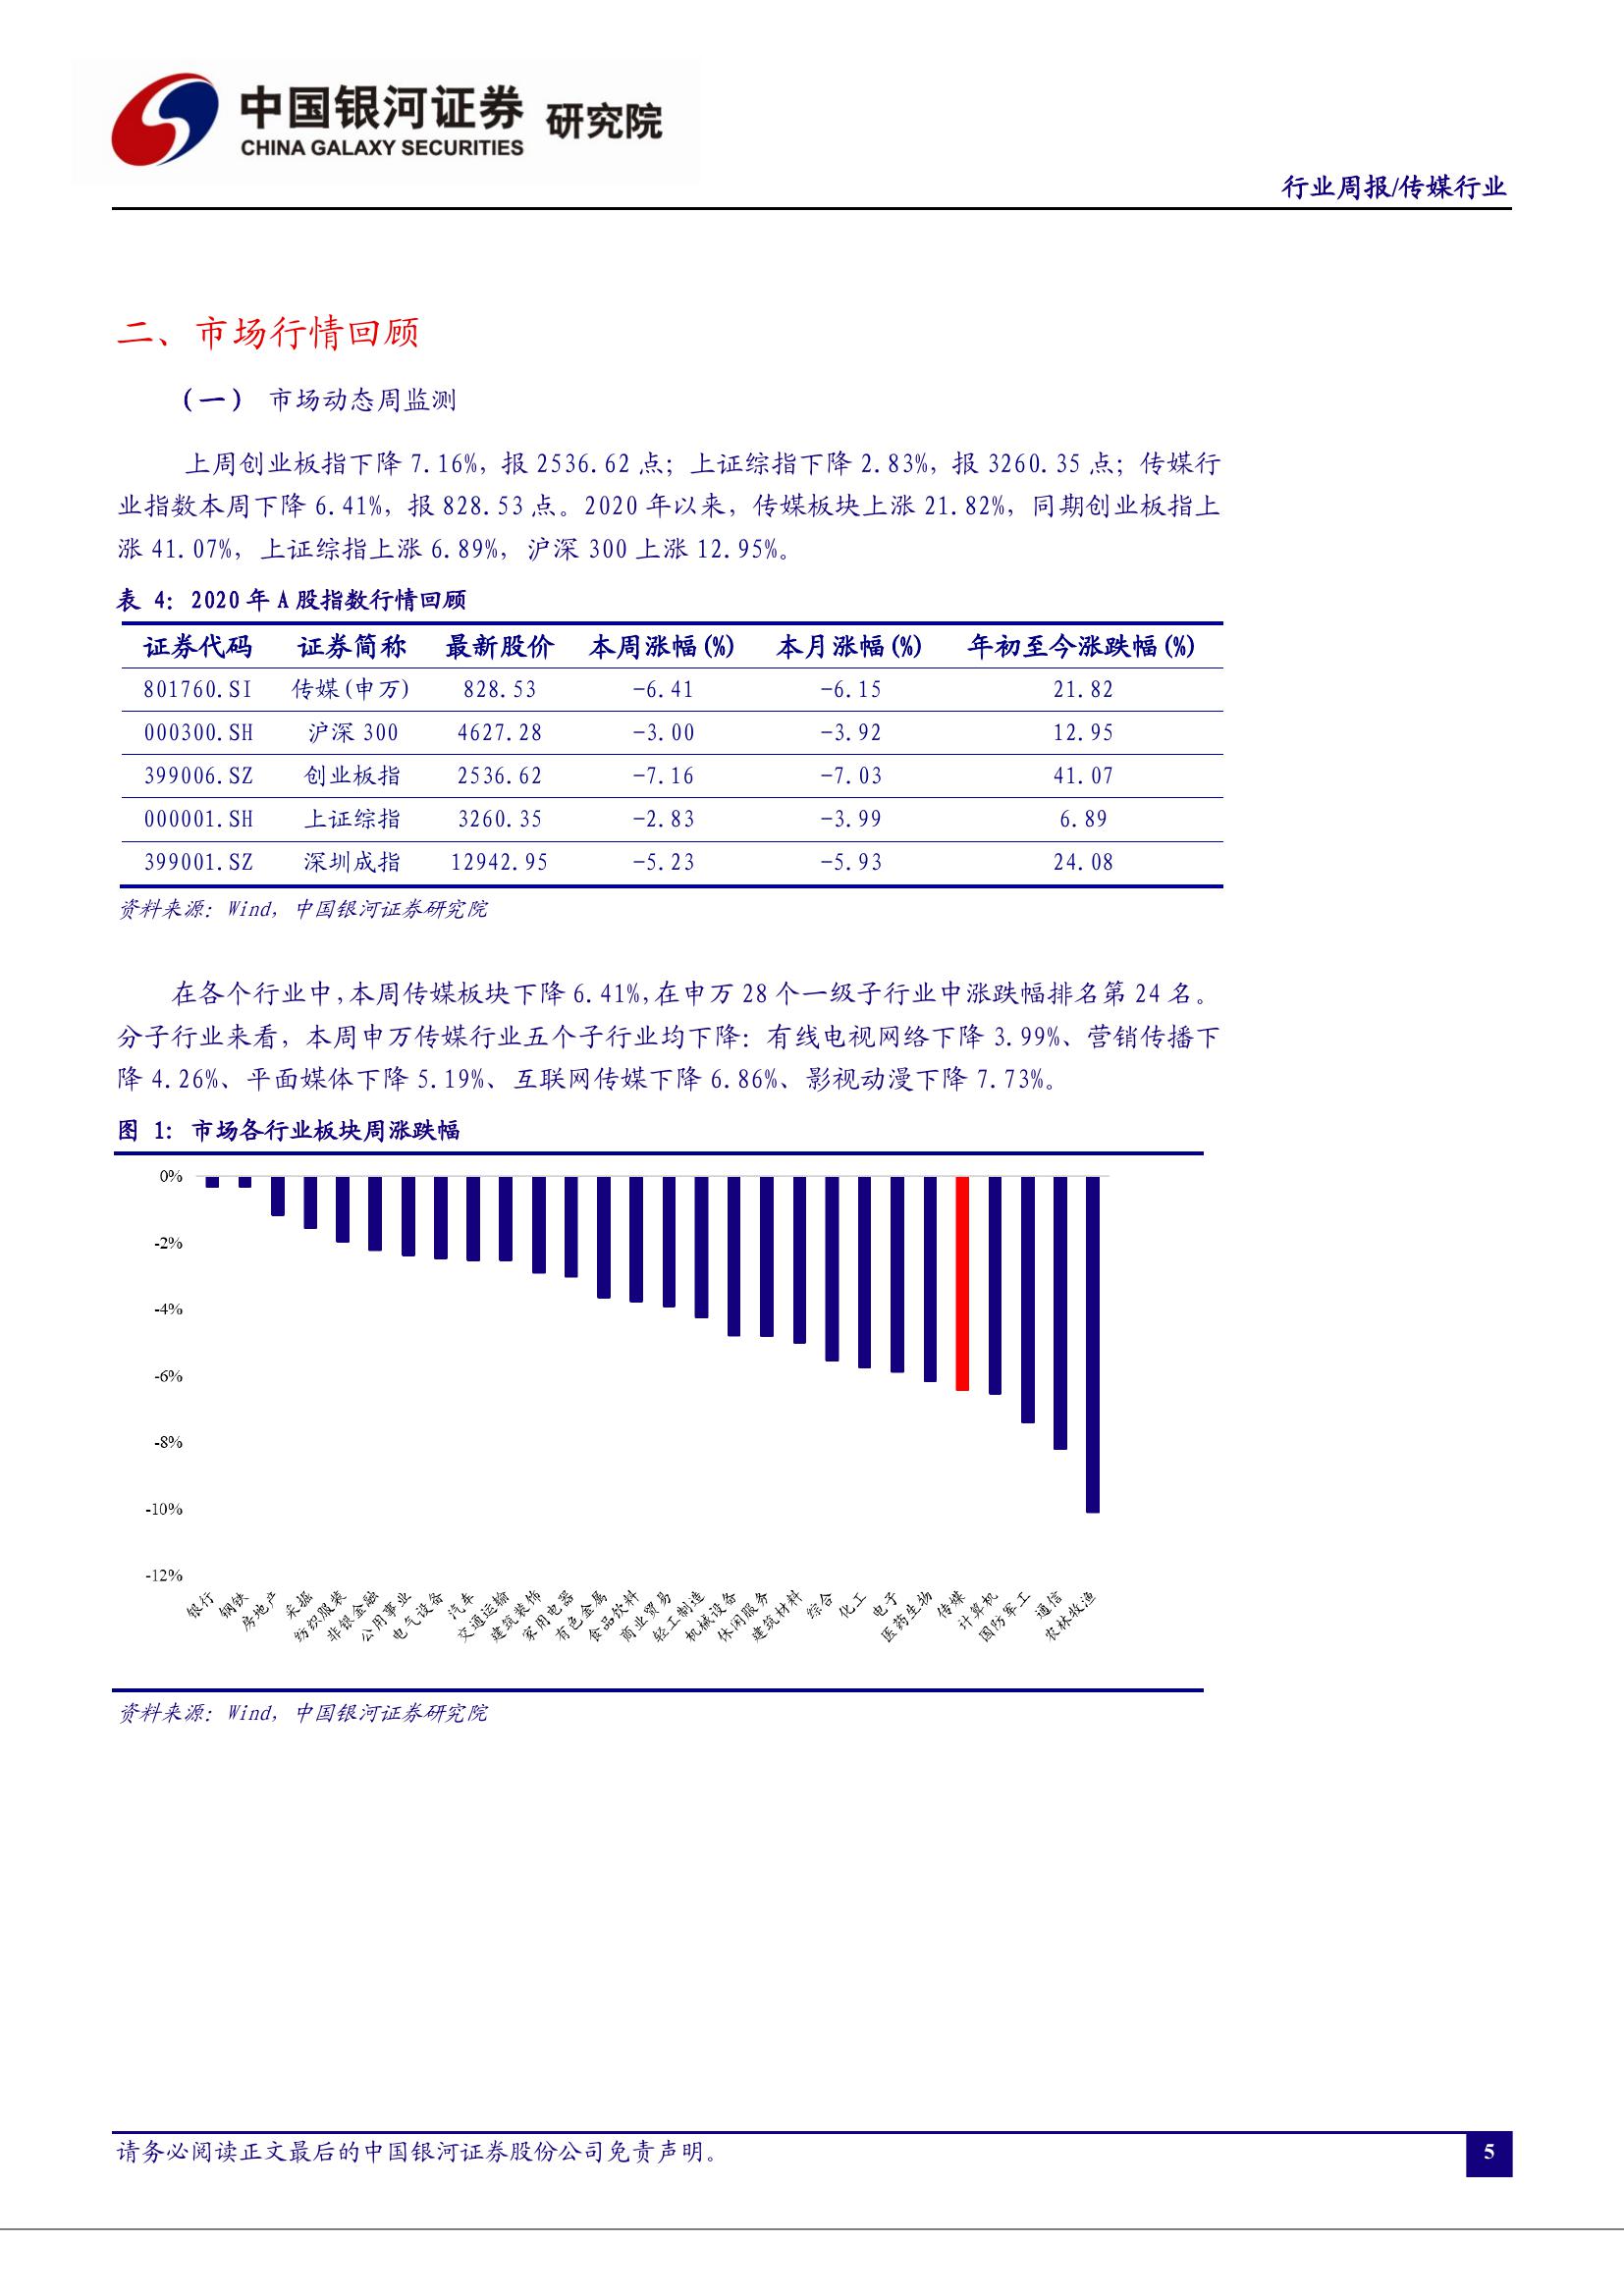 中国银河证券 研究院
CHINA GALAXY SECURITIES
行业周报/传媒行业
二、市场行情回顾
(一) 市场动态周监测
上周创业板指下降 7.16%，报 2536.62 点；上证综指下降 2.83%，报 3260.35 点；传媒行
业指数本周下降 6.41%，报 828.53 点。2020 年以来，传媒板块上涨 21.82%，同期创业板指上
涨 41.07%，上证综指上涨 6.89%，沪深 300 上涨 12.95%。
表 4: 2020 年 A 股指数行情回顾
证券代码 证券简称 最新股价 本周涨幅(%) 本月涨幅(%) 年初至今涨跌幅(%)
801760.SI 传媒(申万) 828.53 -6.41 -6.15 21.82
000300.SH 沪深 300 4627.28 -3.00 -3.92 12.95
399006.SZ 创业板指 2536.62 -7.16 -7.03 41.07
000001.SH 上证综指 3260.35 -2.83 -3.99 6.89
399001.SZ 深圳成指 12942.95 -5.23 -5.93 24.08
资料来源：Wind，中国银河证券研究院
在各个行业中,本周传媒板块下降 6.41%,在申万 28 个一级子行业中涨跌幅排名第 24 名。
分子行业来看，本周申万传媒行业五个子行业均下降：有线电视网络下降 3.99%、营销传播下
降 4.26%、平面媒体下降 5.19%、互联网传媒下降 6.86%、影视动漫下降 7.73%。
图 1: 市场各行业板块周涨跌幅
0%
-2%
-4%
-6%
-8%
-10%
-12%
银行
钢铁
房地产
采掘
纺织服装
非银金融
公用事业
电气设备
汽车
交通运输
建筑装饰
家用电器
有色金属
食品饮料
商业贸易
轻工制造
机械设备
休闲服务
建筑材料
综合
化工
电子
医药生物
传媒
计算机
国防军工
通信
农林牧渔
资料来源：Wind，中国银河证券研究院
请务必阅读正文最后的中国银河证券股份公司免责声明。
5